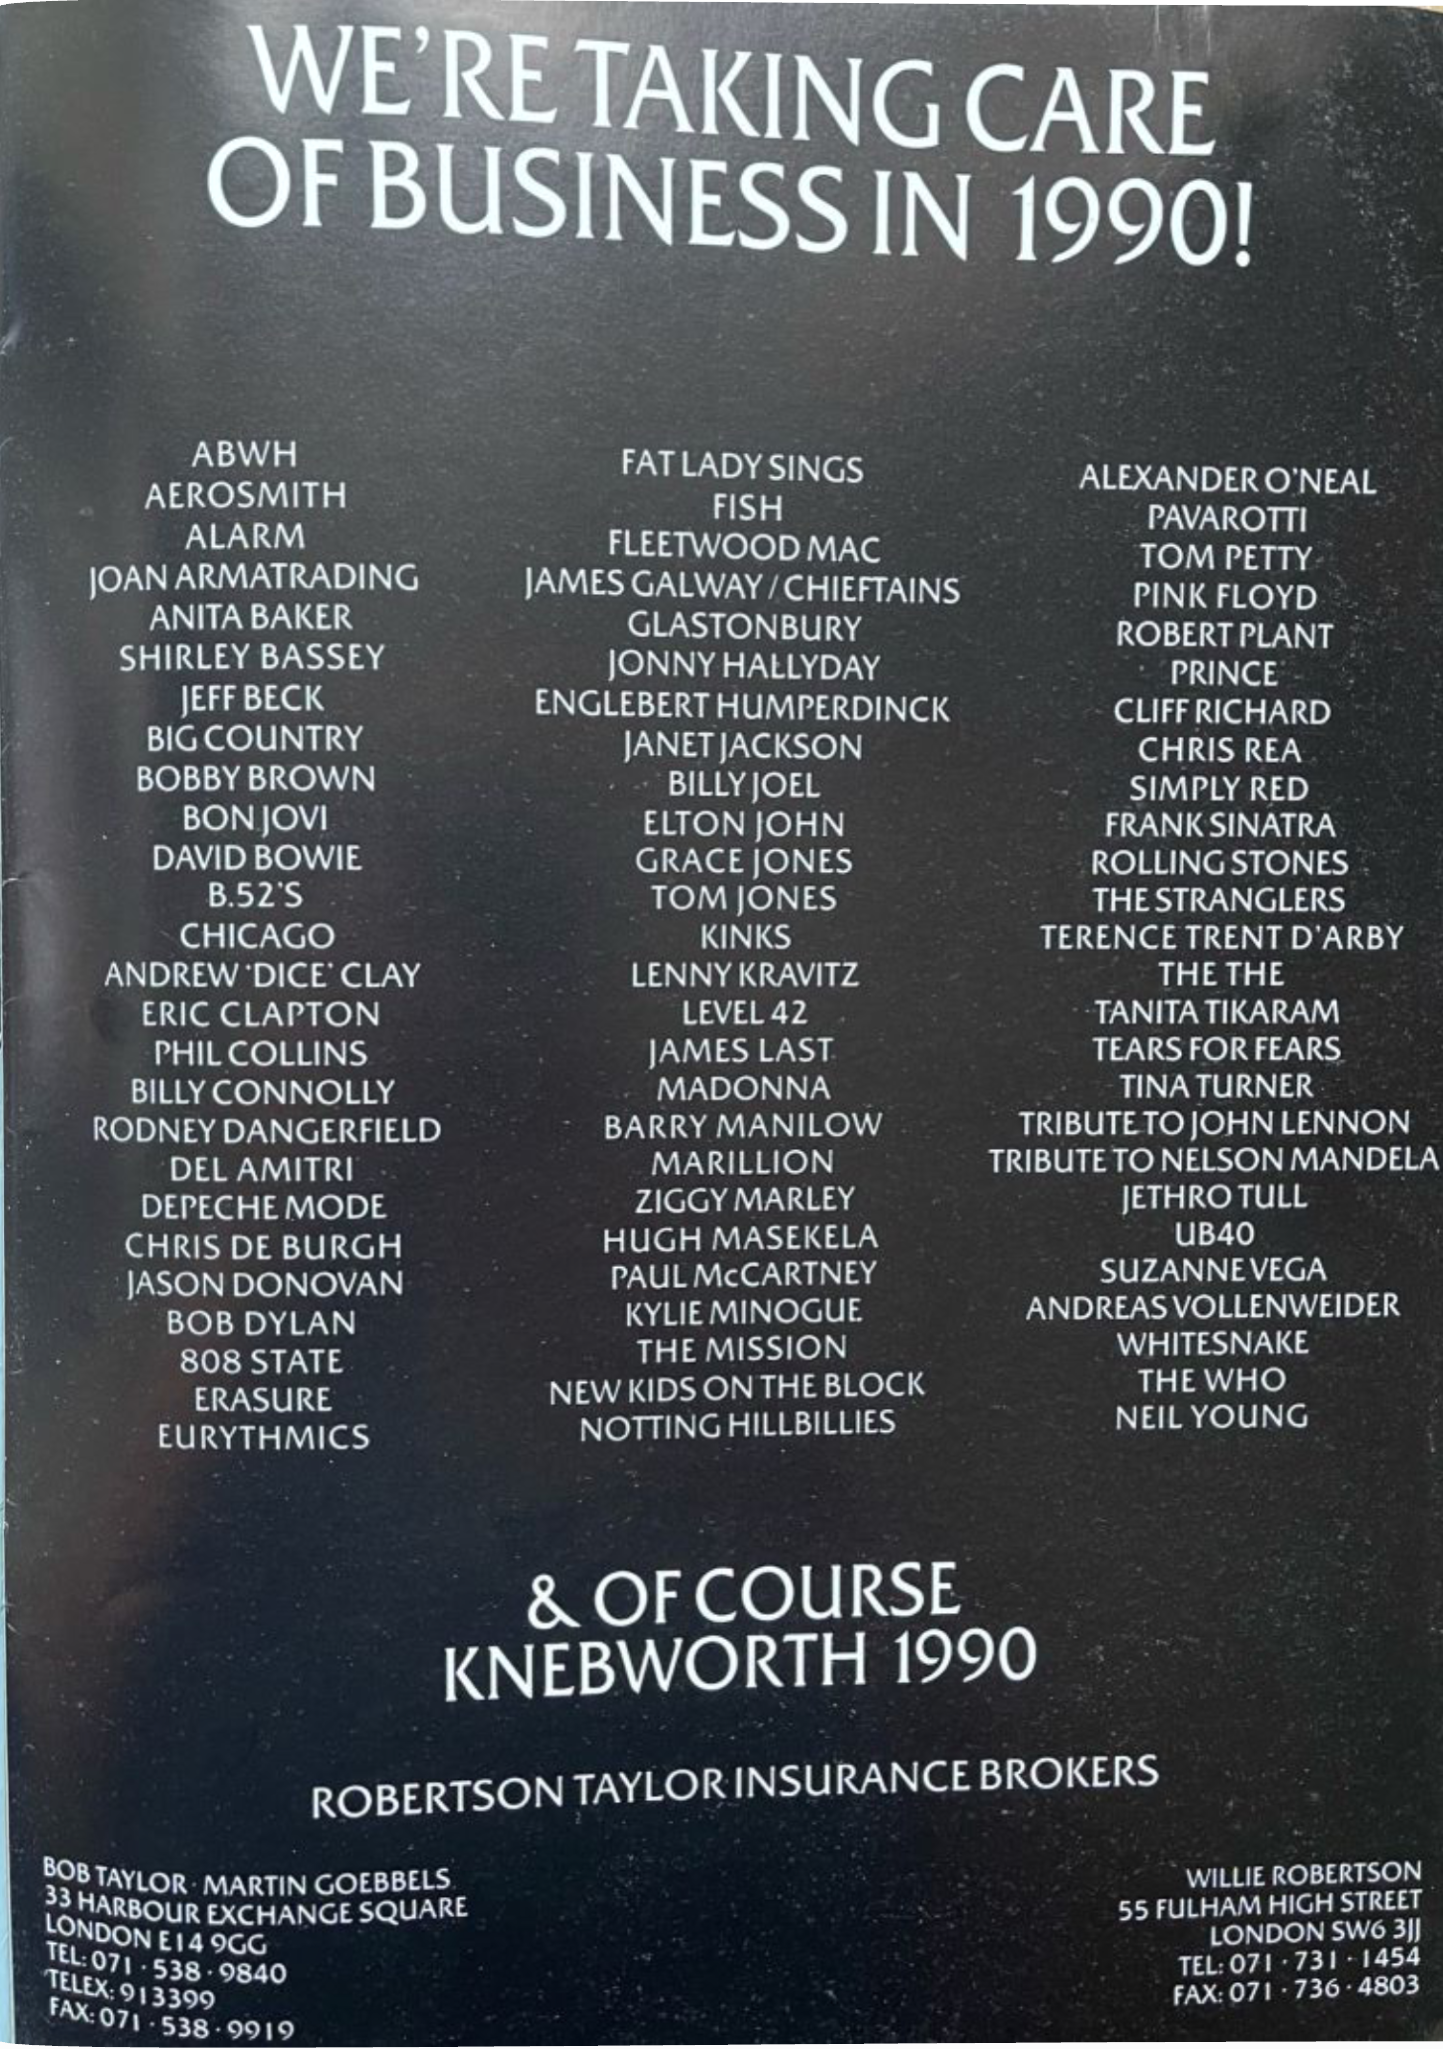 WE'RE TAKING CARE
OF BUSINESS IN 1990!
ABWH
AEROSMITH
ALARM
JOAN ARMATRADING
ANITA BAKER
SHIRLEY BASSEY
JEFF BECK
BIG COUNTRY
BOBBY BROWN
BON JOVI
DAVID BOWIE
B.52'S
CHICAGO
ANDREW 'DICE' CLAY
ERIC CLAPTON
PHIL COLLINS
BILLY CONNOLLY
RODNEY DANGERFIELD
DEL AMITRI
DEPECHE MODE
CHRIS DE BURGH
JASON DONOVAN
BOB DYLAN
808 STATE
ERASURE
EURYTHMICS
FAT LADY SINGS
FISH
FLEETWOOD MAC
JAMES GALWAY / CHIEFTAINS
GLASTONBURY
JONNY HALLYDAY
ENGLEBERT HUMPERDINCK
JANET JACKSON
BILLY JOEL
ELTON JOHN
GRACE JONES
TOM JONES
KINKS
LENNY KRAVITZ
LEVEL 42
JAMES LAST
MADONNA
BARRY MANILOW
MARILLION
ZIGGY MARLEY
HUGH MASEKELA
PAUL McCARTNEY
KYLIE MINOGUE
THE MISSION
NEW KIDS ON THE BLOCK
NOTTING HILLBILLIES
ALEXANDER O'NEAL
PAVAROTTI
TOM PETTY
PINK FLOYD
ROBERT PLANT
PRINCE
CLIFF RICHARD
CHRIS REA
SIMPLY RED
FRANK SINATRA
ROLLING STONES
THE STRANGLERS
TERENCE TRENT D'ARBY
THE THE
TANITA TIKARAM
TEARS FOR FEARS
TINA TURNER
TRIBUTE TO JOHN LENNON
TRIBUTE TO NELSON MANDELA
JETHRO TULL
UB40
SUZANNE VEGA
ANDREAS VOLLENWEIDER
WHITESNAKE
THE WHO
NEIL YOUNG
& OF COURSE
KNEBWORTH 1990
ROBERTSON TAYLOR INSURANCE BROKERS
BOB TAYLOR · MARTIN GOEBBELS
33 HARBOUR EXCHANGE SQUARE
LONDON E14 9GG
TEL: 071 · 538 · 9840
TELEX: 913399
FAX: 071 · 538 · 9919
WILLIE ROBERTSON
55 FULHAM HIGH STREET
LONDON SW6 3JJ
TEL: 071 · 731 · 1454
FAX: 071 · 736 · 4803